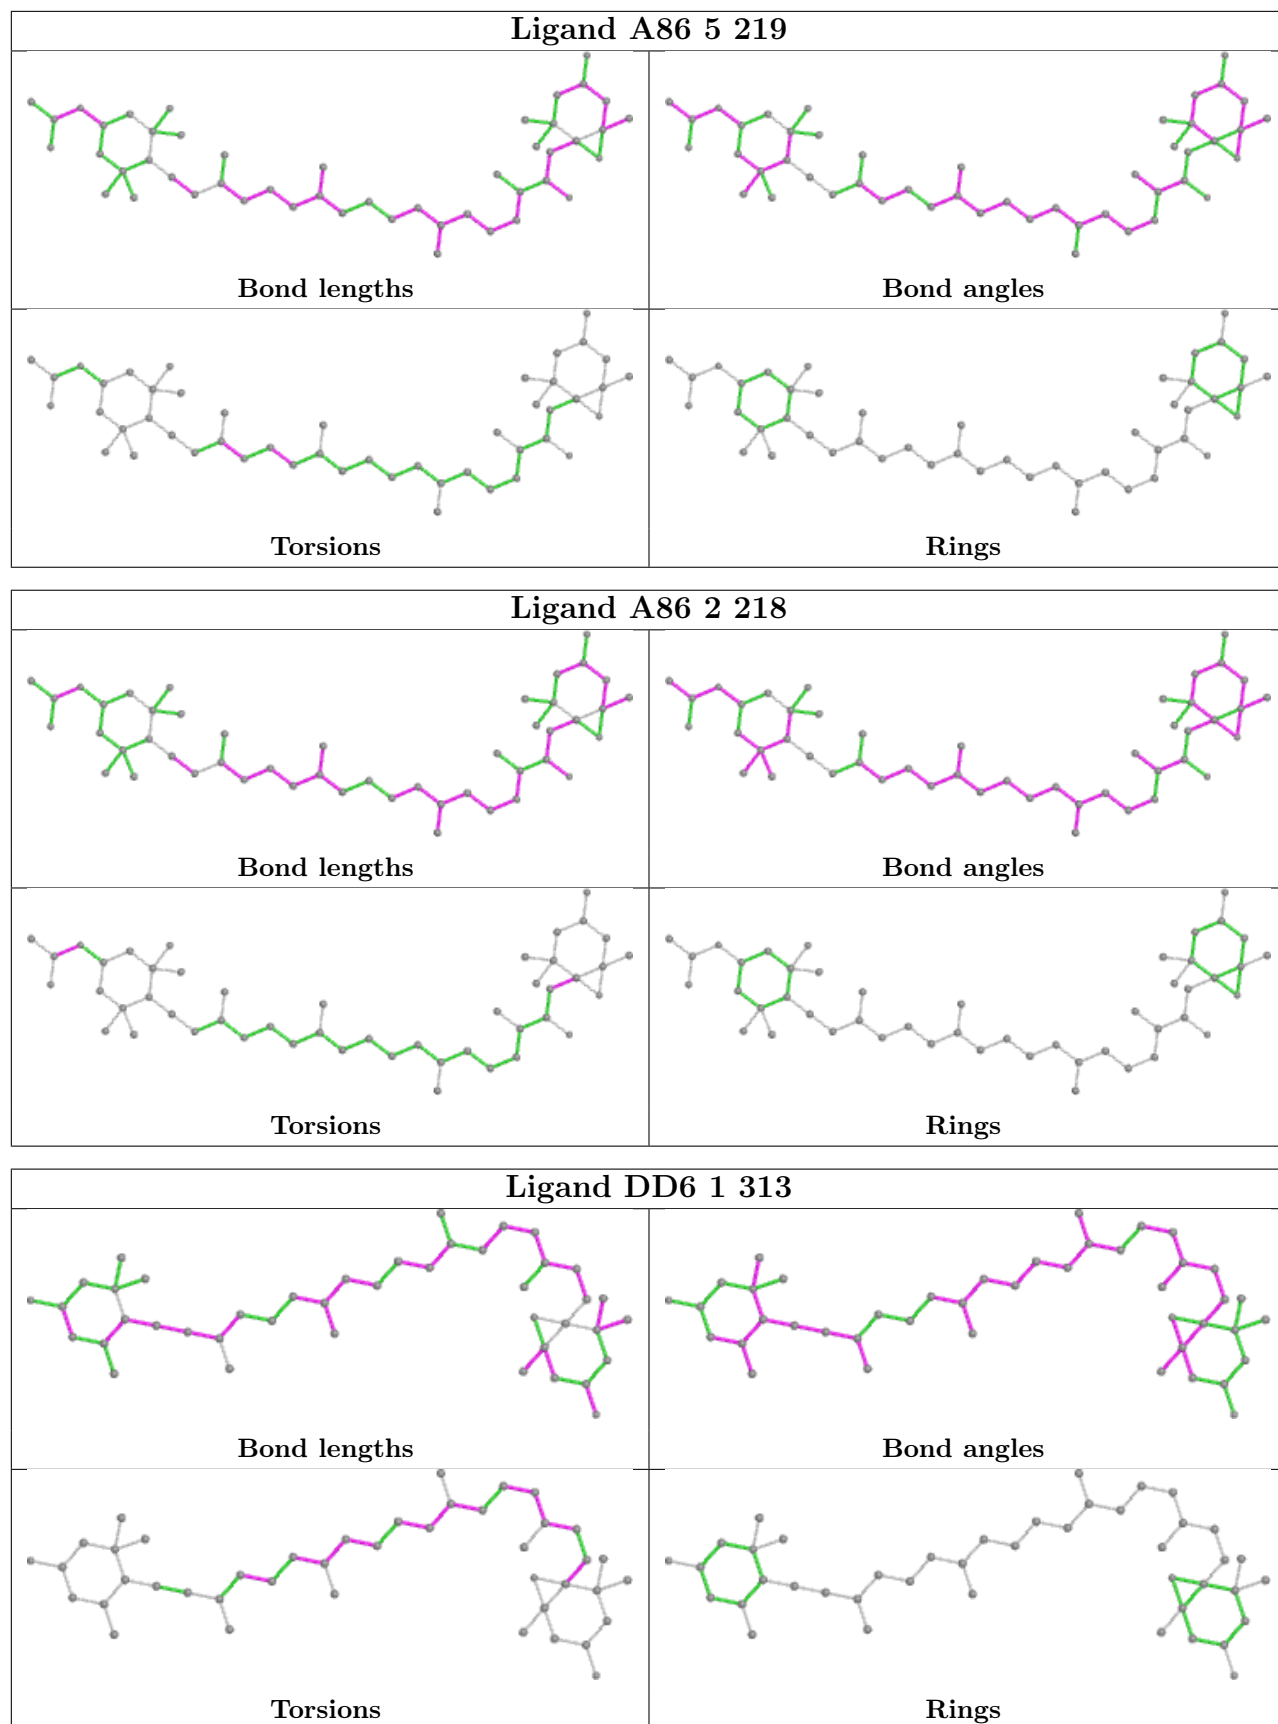 Ligand A86 5 219
Bond lengths
Bond angles
Torsions
Rings
Ligand A86 2 218
Bond lengths
Bond angles
Torsions
Rings
Ligand DD6 1 313
Bond lengths
Bond angles
Torsions
Rings